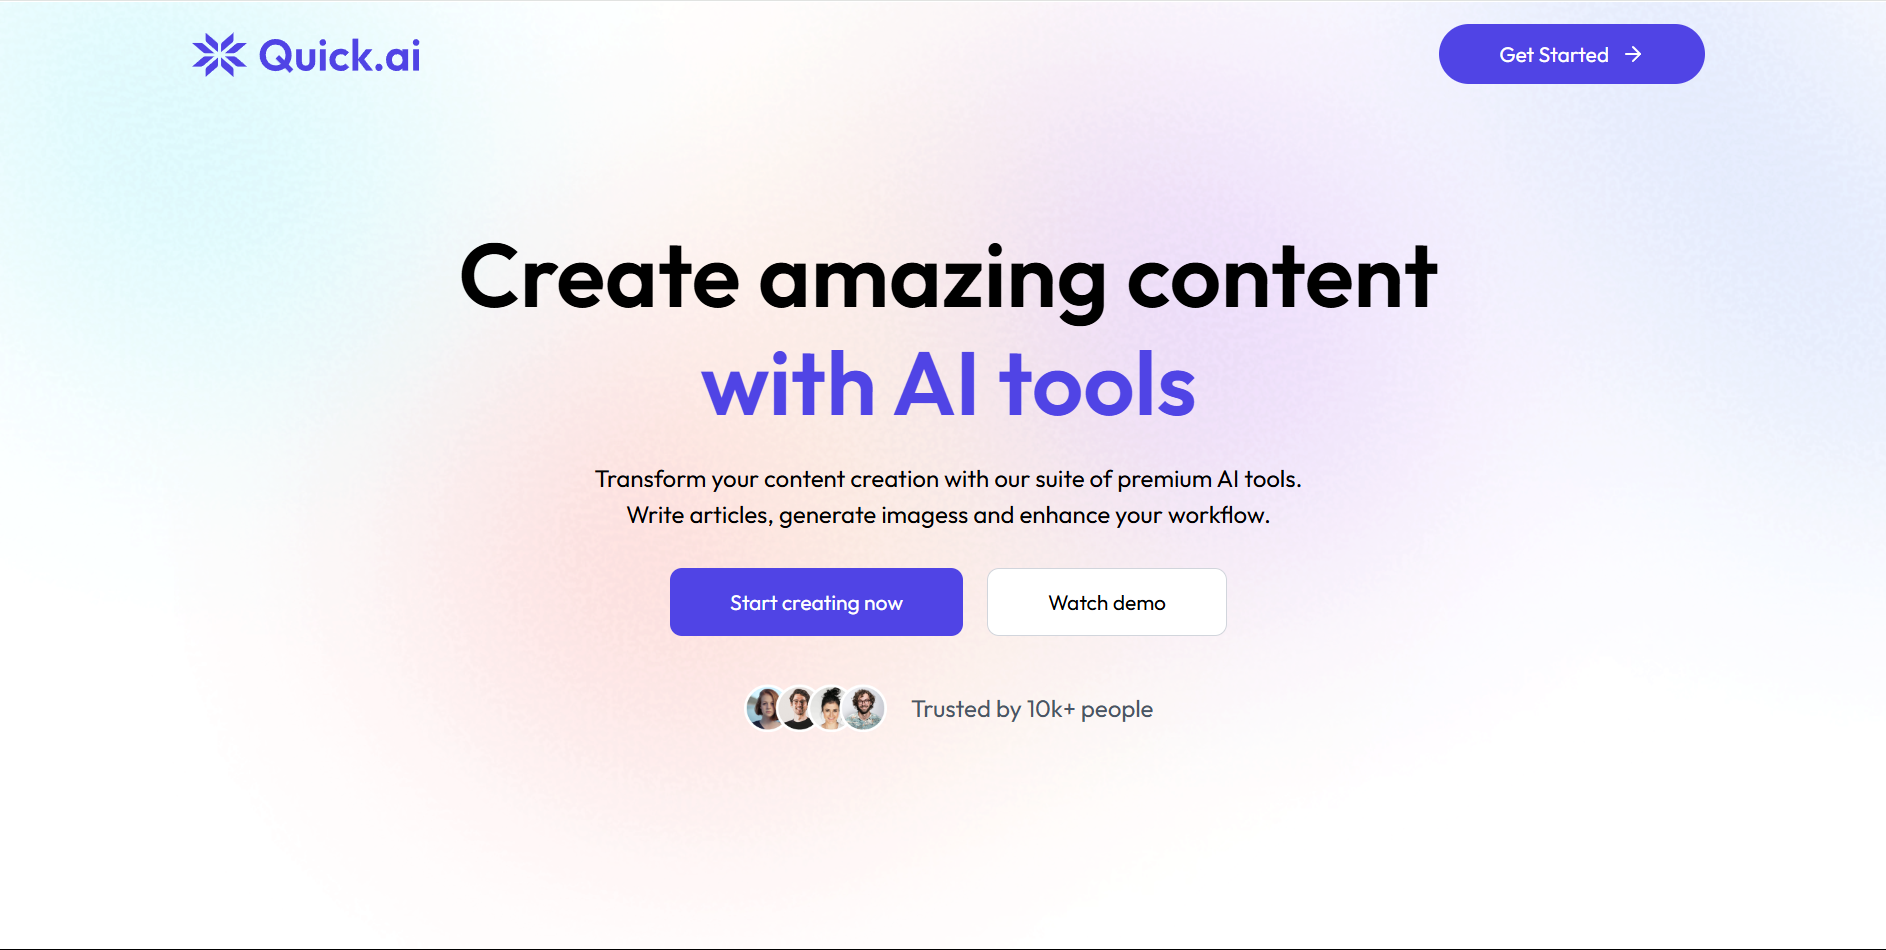 Quick.ai
Get Started
Create amazing content
with AI tools
Transform your content creation with our suite of premium AI tools.
Write articles, generate imagess and enhance your workflow.
Start creating now
Watch demo
Trusted by 10k+ people